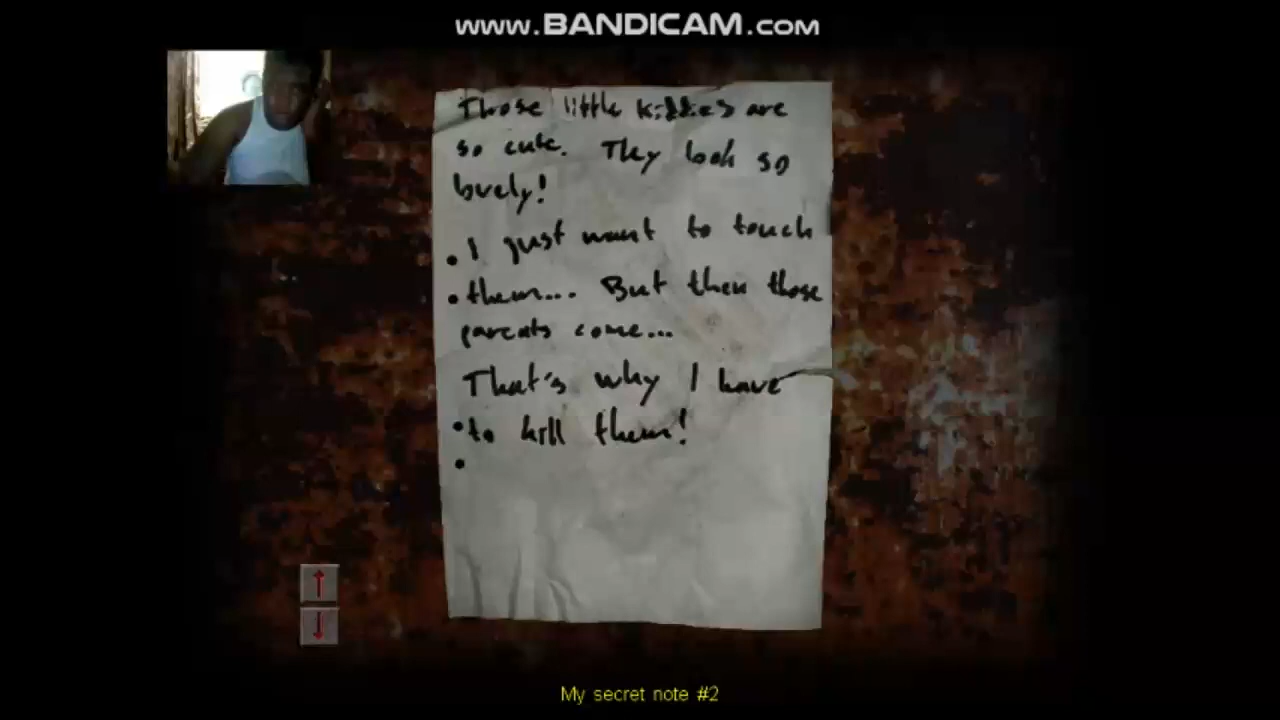 www.BANDICAM.com
Those little kiddies are
so cute. They look so
lovely!
I just want to touch
them... But then those
parents come...
That's why I have
to kill them!
My secret note #2